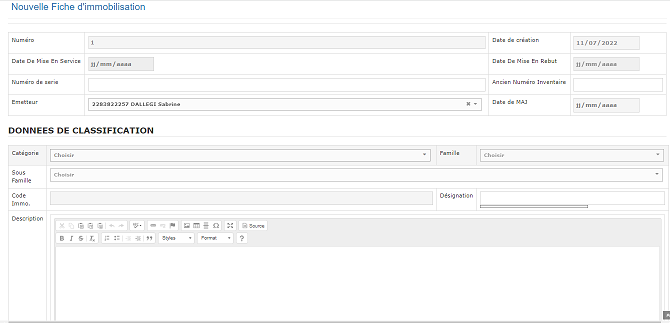 Nouvelle Fiche d'immobilisation
Numéro 1 Date de création 11/07/2022
Date De Mise En Service jj/mm/aaaa Date De Mise En Rebut jj/mm/aaaa
Numéro de serie Ancien Numéro Inventaire
Emetteur 2283822257 DALLEGI Sabrine Date de MAJ jj/mm/aaaa
DONNEES DE CLASSIFICATION
Catégorie Choisir Famille Choisir
Sous Famille Choisir
Code Immo. Désignation
Description
Source
B I S Styles Format ?